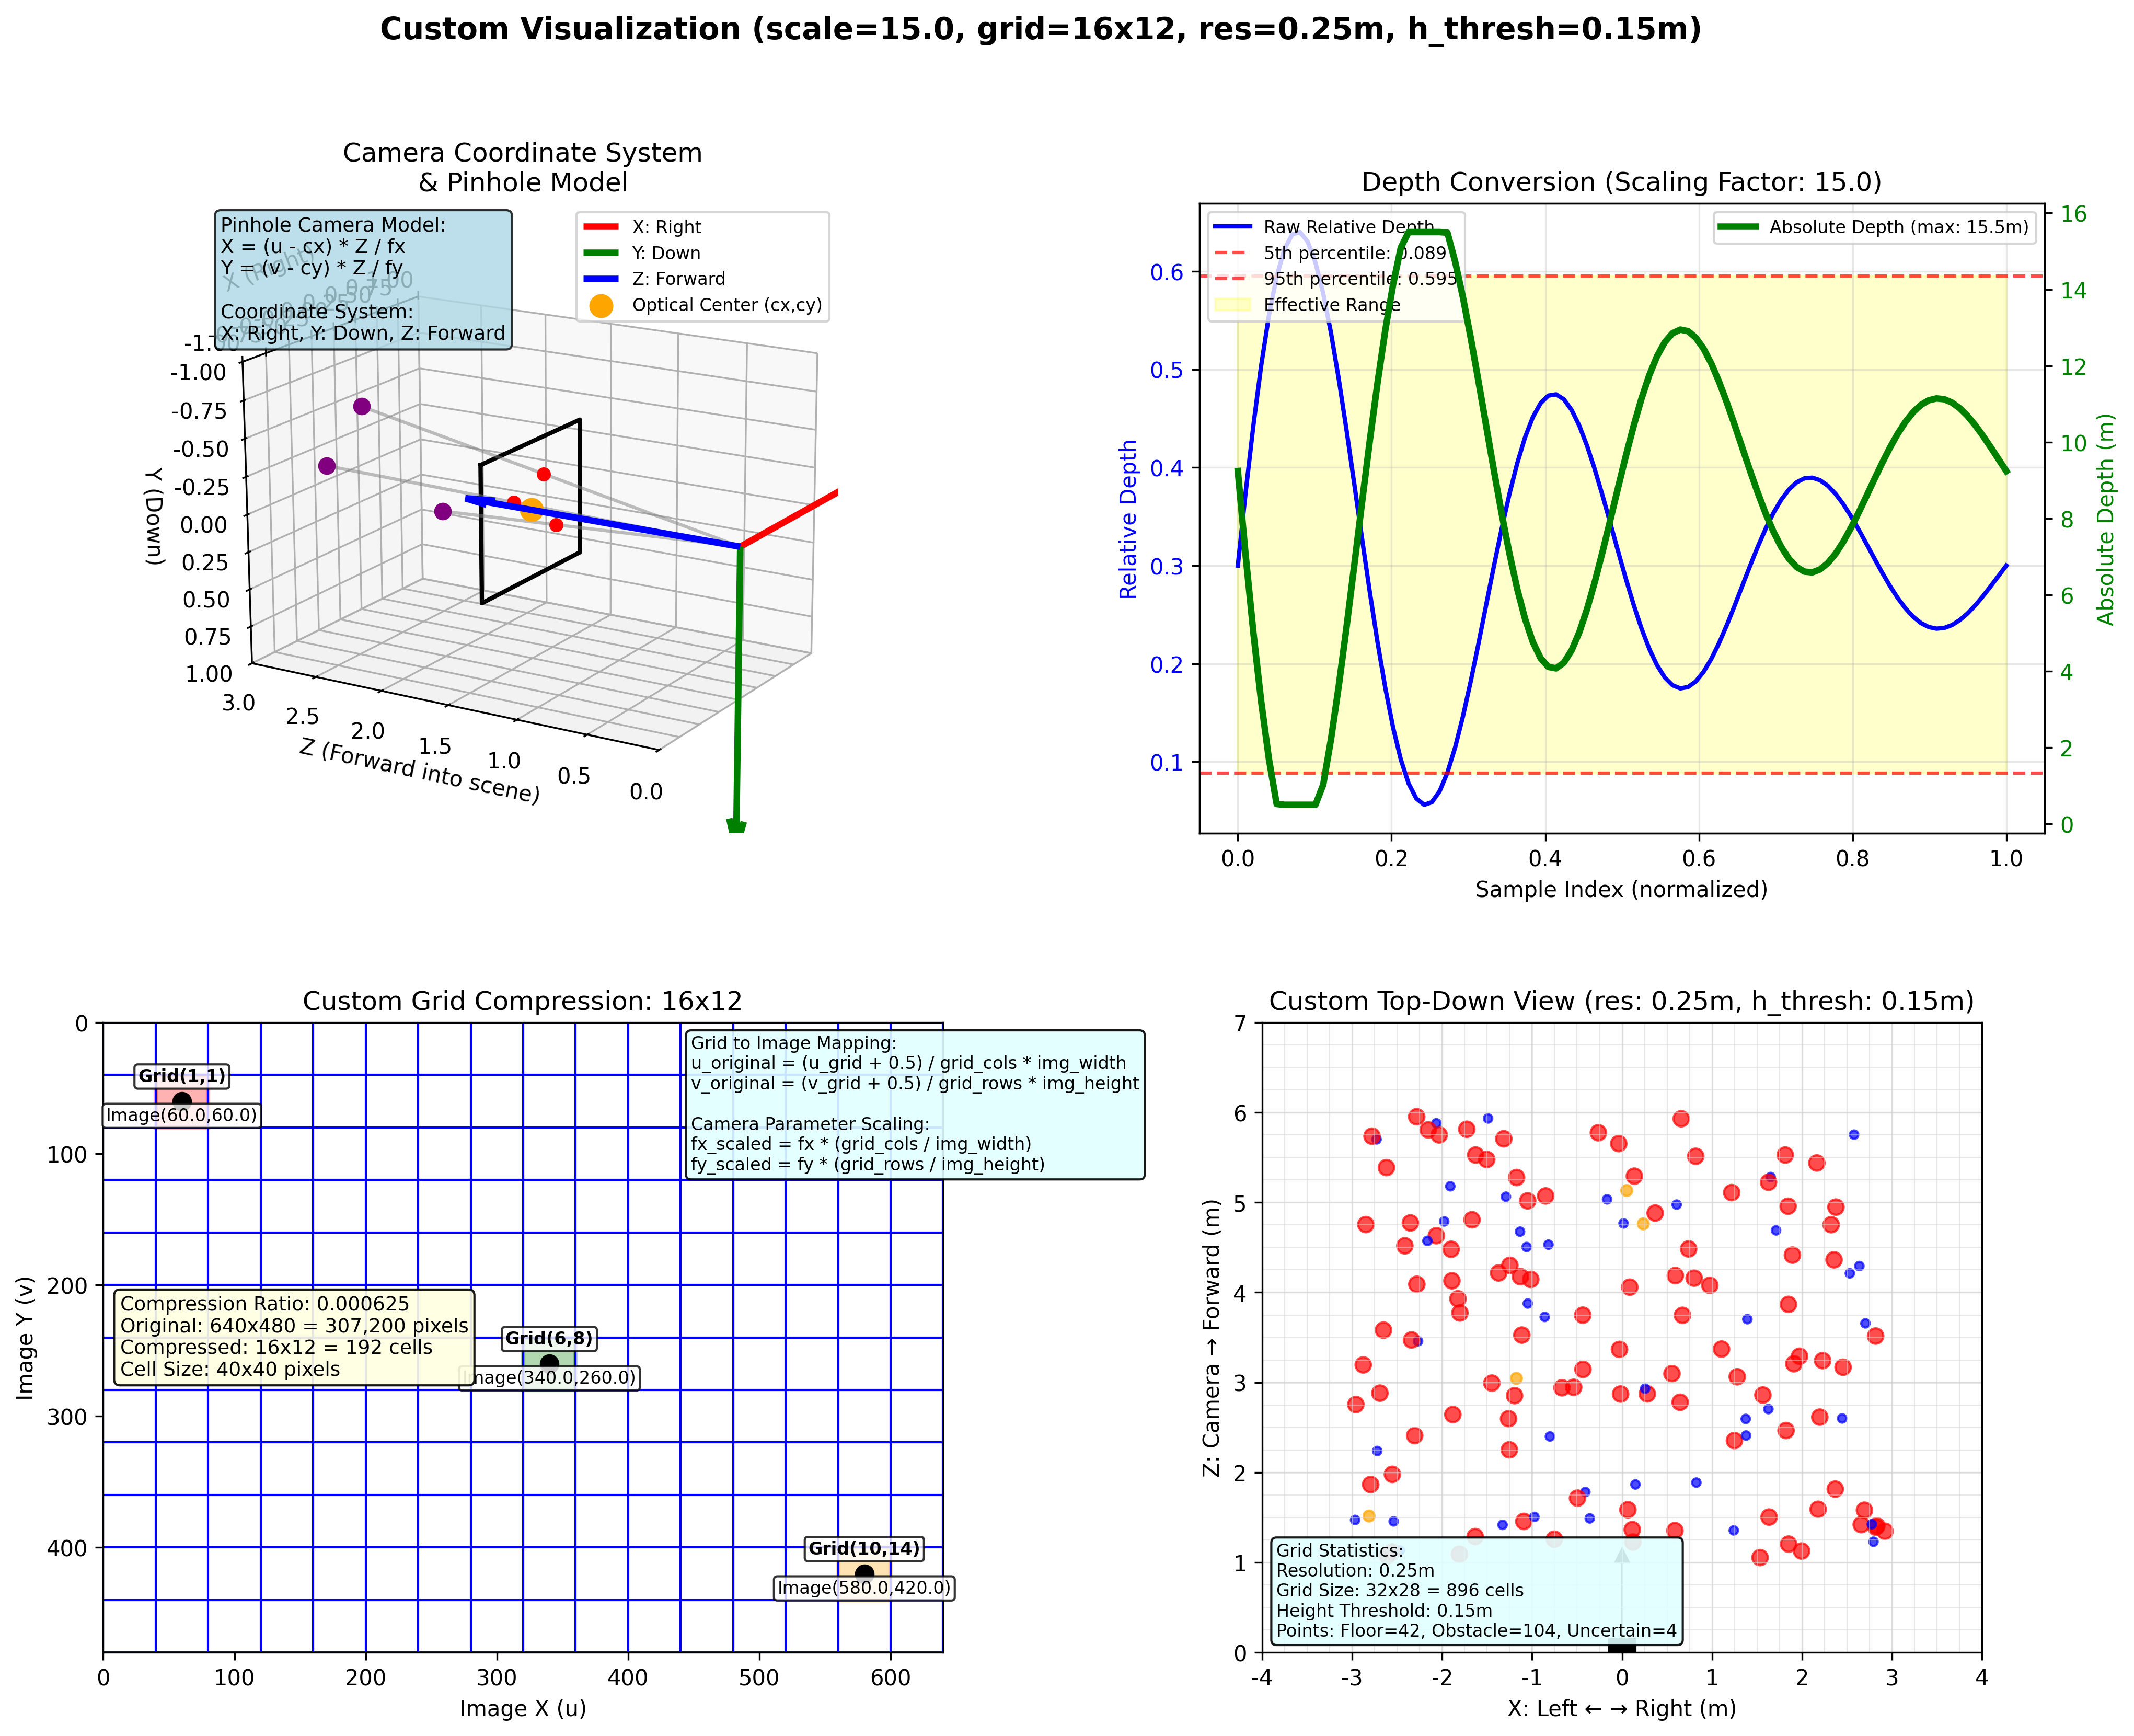 Custom Visualization (scale=15.0, grid=16x12, res=0.25m, h_thresh=0.15m)
Camera Coordinate System
& Pinhole Model
Pinhole Camera Model:
X = (u - cx) * Z / fx
Y = (v - cy) * Z / fy
Coordinate System:
X: Right, Y: Down, Z: Forward
X: Right
Y: Down
Z: Forward
Optical Center (cx,cy)
X (Right)
-1.00
-0.75
-0.50
-0.25
0.00
0.25
0.50
0.75
1.00
Y (Down)
3.0
2.5
2.0
1.5
1.0
0.5
0.0
Z (Forward into scene)
Depth Conversion (Scaling Factor: 15.0)
Raw Relative Depth
5th percentile: 0.089
95th percentile: 0.595
Effective Range
Absolute Depth (max: 15.5m)
0.6
0.5
0.4
0.3
0.2
0.1
Relative Depth
16
14
12
10
8
6
4
2
0
Absolute Depth (m)
0.0 0.2 0.4 0.6 0.8 1.0
Sample Index (normalized)
Custom Grid Compression: 16x12
Grid to Image Mapping:
u_original = (u_grid + 0.5) / grid_cols * img_width
v_original = (v_grid + 0.5) / grid_rows * img_height
Camera Parameter Scaling:
fx_scaled = fx * (grid_cols / img_width)
fy_scaled = fy * (grid_rows / img_height)
Grid(1,1)
Image(60.0,60.0)
Compression Ratio: 0.000625
Original: 640x480 = 307,200 pixels
Compressed: 16x12 = 192 cells
Cell Size: 40x40 pixels
Grid(6,8)
Image(340.0,260.0)
Grid(10,14)
Image(580.0,420.0)
0
100
200
300
400
Image Y (v)
0 100 200 300 400 500 600
Image X (u)
Custom Top-Down View (res: 0.25m, h_thresh: 0.15m)
7
6
5
4
3
2
1
0
Z: Camera → Forward (m)
Grid Statistics:
Resolution: 0.25m
Grid Size: 32x28 = 896 cells
Height Threshold: 0.15m
Points: Floor=42, Obstacle=104, Uncertain=4
-4 -3 -2 -1 0 1 2 3 4
X: Left ← → Right (m)